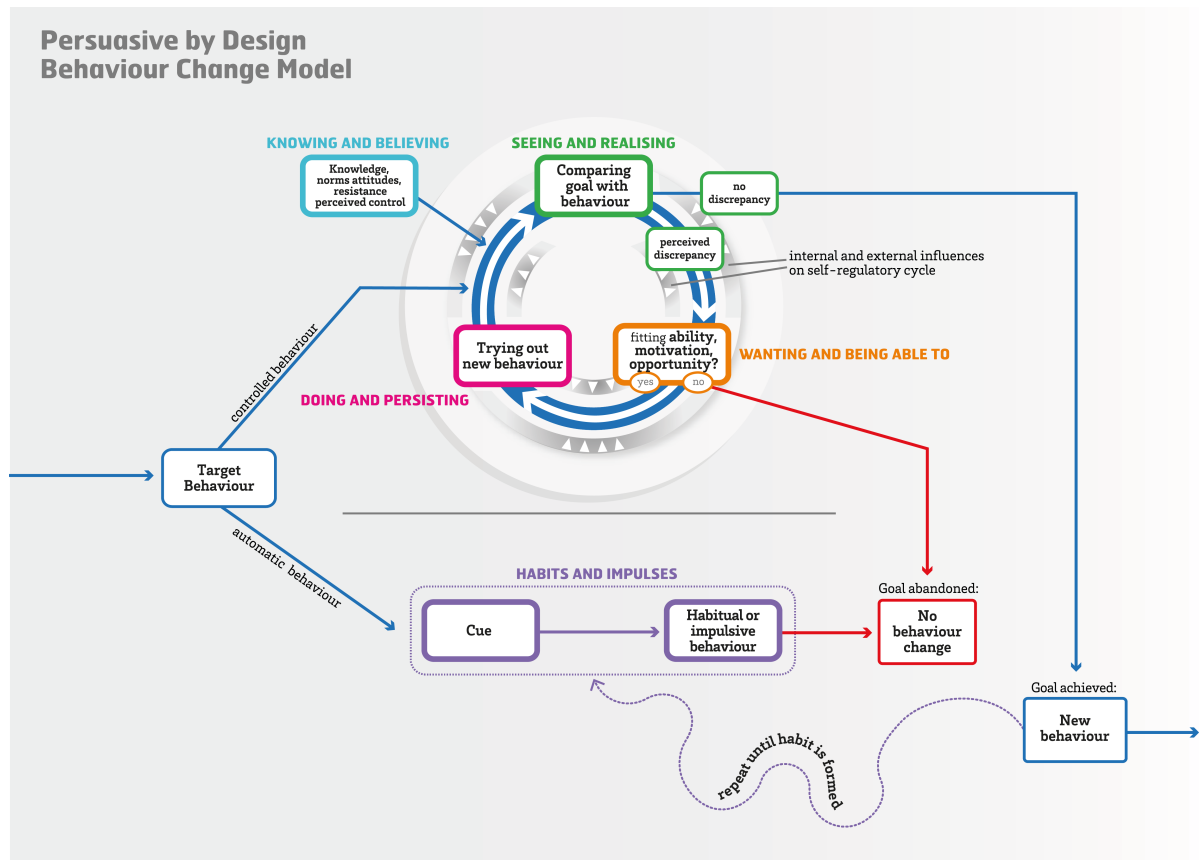 Persuasive by Design
Behaviour Change Model
KNOWING AND BELIEVING
Knowledge,
norms attitudes,
resistance
perceived control
SEEING AND REALISING
Comparing
goal with
behaviour
no
discrepancy
perceived
discrepancy
internal and external influences
on self-regulatory cycle
fitting ability,
motivation,
opportunity?
yes
no
WANTING AND BEING ABLE TO
Trying out
new behaviour
DOING AND PERSISTING
controlled behaviour
Target
Behaviour
automatic behaviour
HABITS AND IMPULSES
Cue
Habitual or
impulsive
behaviour
Goal abandoned:
No
behaviour
change
Goal achieved:
New
behaviour
repeat until habit is formed